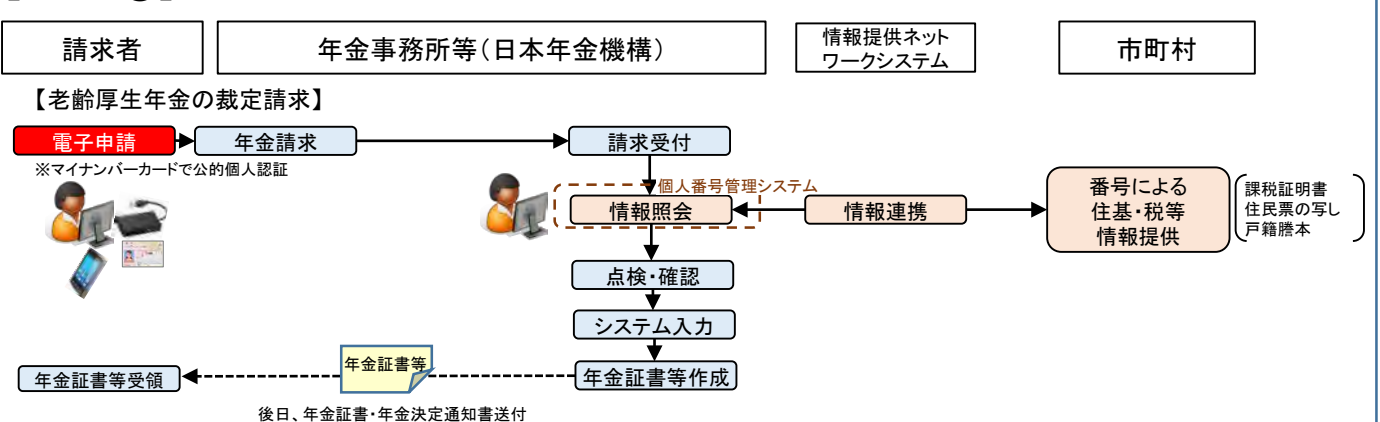 請求者
年金事務所等(日本年金機構)
情報提供ネット
ワークシステム
市町村
【老齢厚生年金の裁定請求】
電子申請
年金請求
請求受付
※マイナンバーカードで公的個人認証
個人番号管理システム
情報照会
情報連携
番号による
住基・税等
情報提供
課税証明書
住民票の写し
戸籍謄本
点検・確認
システム入力
年金証書等
年金証書等受領
年金証書等作成
後日、年金証書・年金決定通知書送付